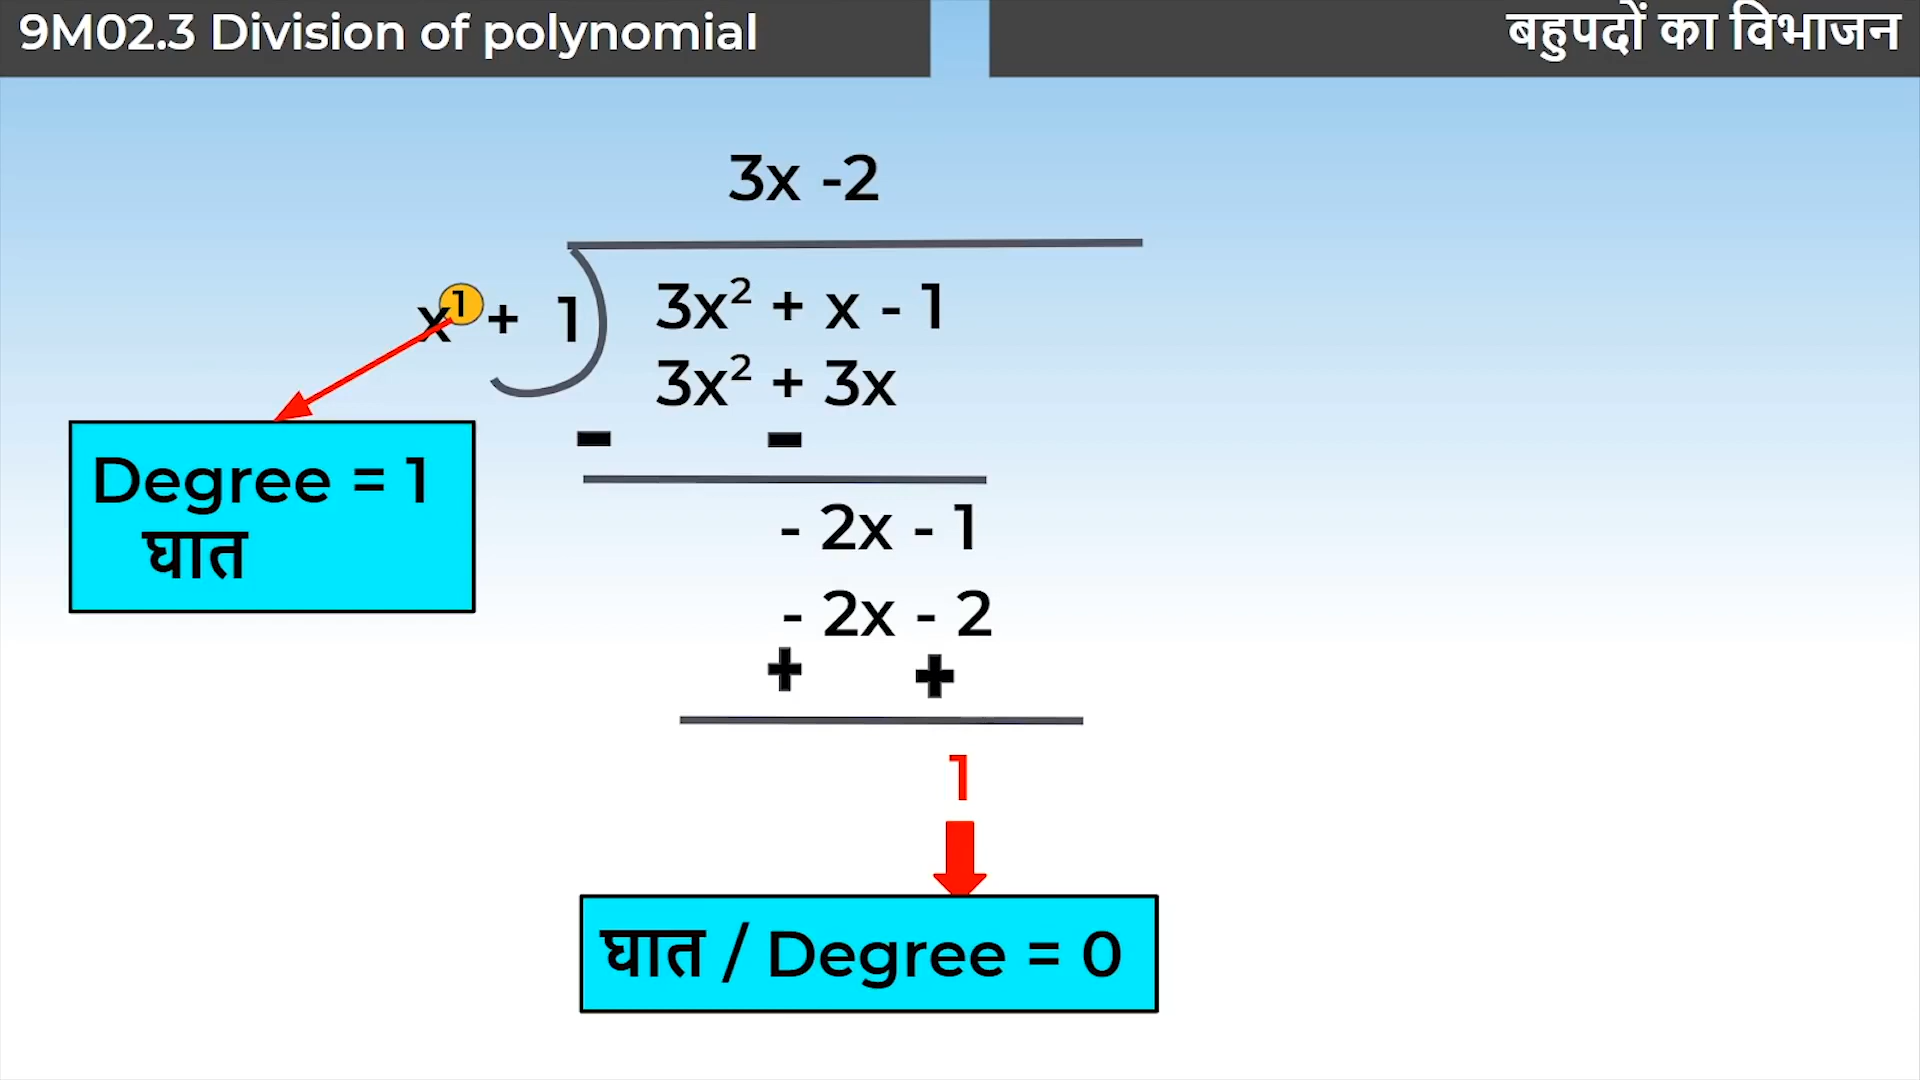 9M02.3 Division of polynomial
बहुपदों का विभाजन
3x -2
x¹ + 1
3x² + x - 1
3x² + 3x
- -
Degree = 1
घात
- 2x - 1
- 2x - 2
+ +
1
घात / Degree = 0